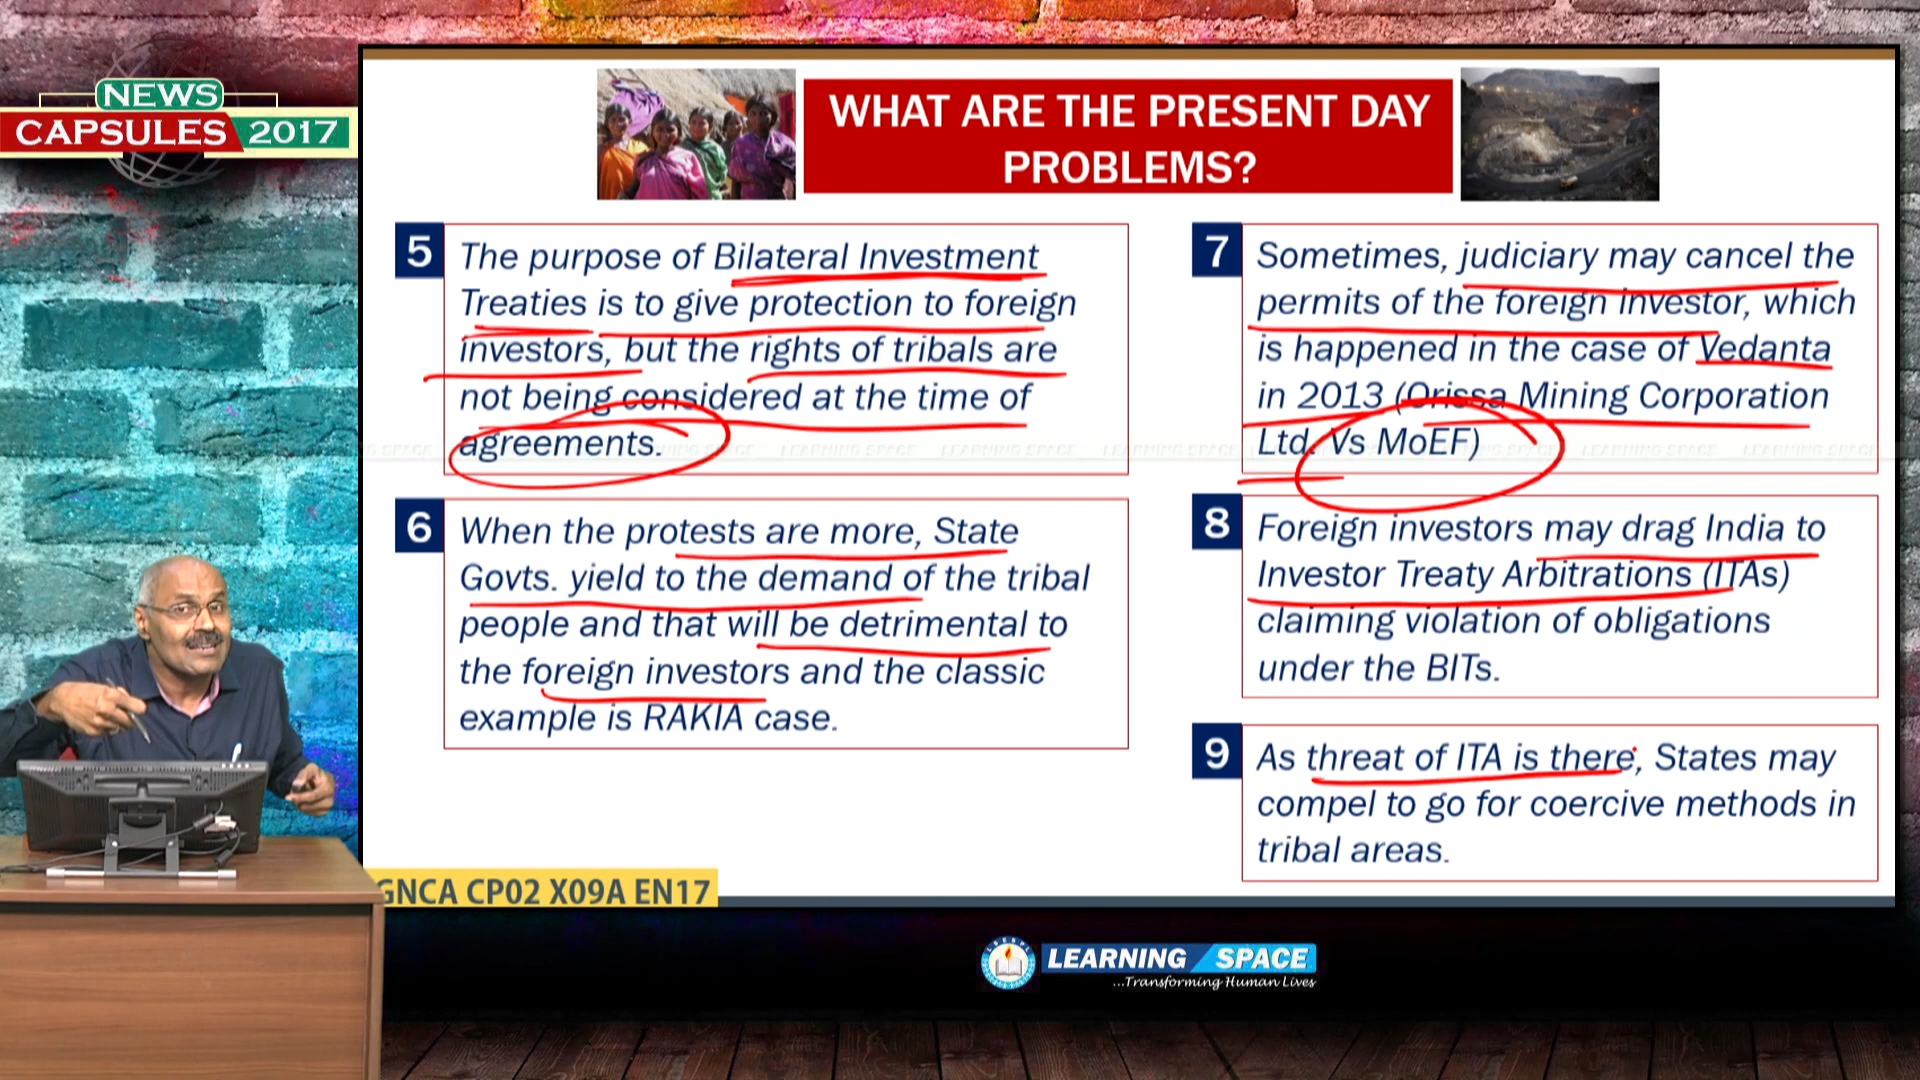 NEWS
CAPSULES 2017
WHAT ARE THE PRESENT DAY
PROBLEMS?
5
The purpose of Bilateral Investment
Treaties is to give protection to foreign
investors, but the rights of tribals are
not being considered at the time of
agreements.
6
When the protests are more, State
Govts. yield to the demand of the tribal
people and that will be detrimental to
the foreign investors and the classic
example is RAKIA case.
7
Sometimes, judiciary may cancel the
permits of the foreign investor, which
is happened in the case of Vedanta
in 2013 (Orissa Mining Corporation
Ltd. Vs MoEF)
8
Foreign investors may drag India to
Investor Treaty Arbitrations (ITAs)
claiming violation of obligations
under the BITs.
9
As threat of ITA is there, States may
compel to go for coercive methods in
tribal areas.
GNCA CP02 X09A EN17
LEARNING SPACE
...Transforming Human Lives